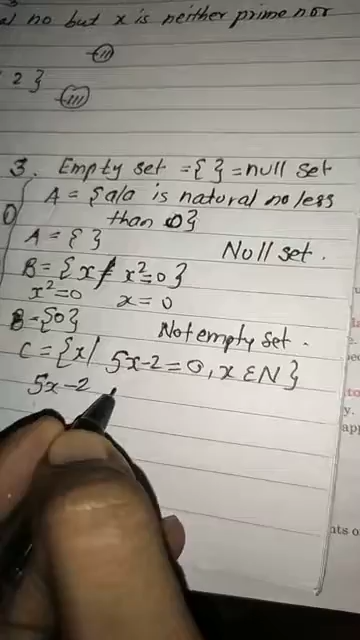 al no but x is neither prime nor
(ii)
2 }
(iii)
3. Empty set = { } = null set
A = {a/a is natural no less
than 0}
(i)
A = { }
Null set.
B = {x/ x²=0}
x²=0 x=0
B={0} Not empty set.
C = {x/ 5x-2=0, x ∈ N}
5x-2